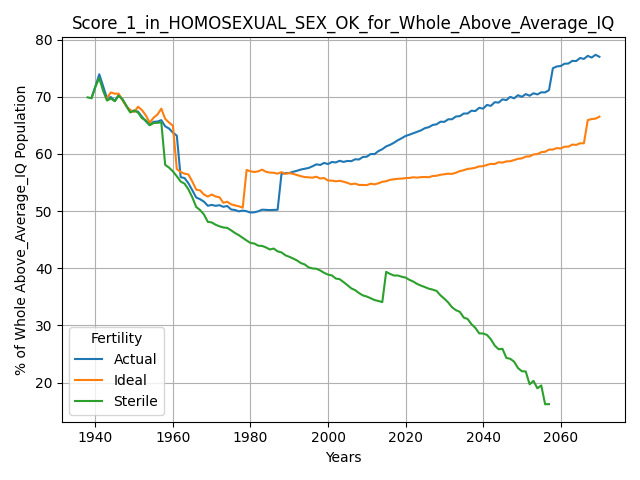 Score_1_in_HOMOSEXUAL_SEX_OK_for_Whole_Above_Average_IQ
80
70
60
50
40
30
20
% of Whole Above_Average_IQ Population
Fertility
Actual
Ideal
Sterile
1940 1960 1980 2000 2020 2040 2060
Years